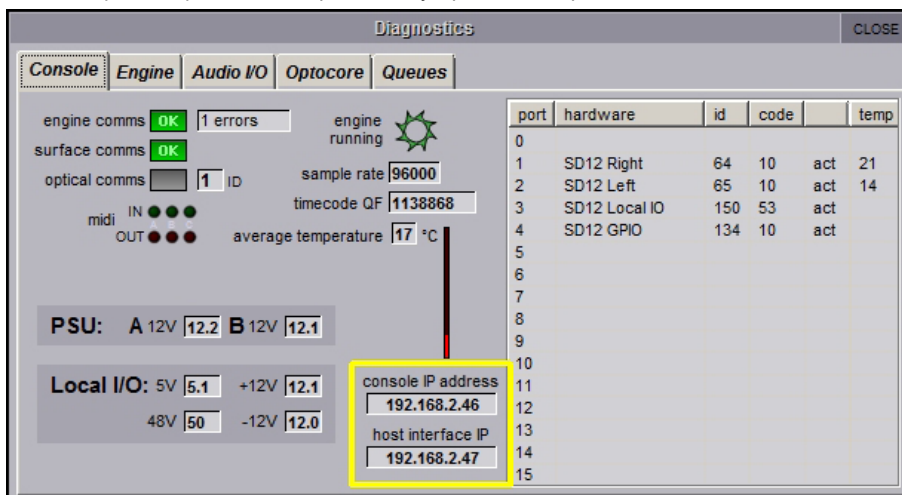 Diagnostics CLOSE
Console Engine Audio I/O Optocore Queues
engine comms OK 1 errors
surface comms OK
optical comms 1 ID
midi IN
A B C
OUT
engine running
sample rate 96000
timecode QF 1138868
average temperature 17 °C
PSU: A 12V 12.2 B 12V 12.1
Local I/O: 5V 5.1 +12V 12.1
48V 50 -12V 12.0
console IP address
192.168.2.46
host interface IP
192.168.2.47
port hardware id code temp
0
1 SD12 Right 64 10 act 21
2 SD12 Left 65 10 act 14
3 SD12 Local IO 150 53 act
4 SD12 GPIO 134 10 act
5
6
7
8
9
10
11
12
13
14
15